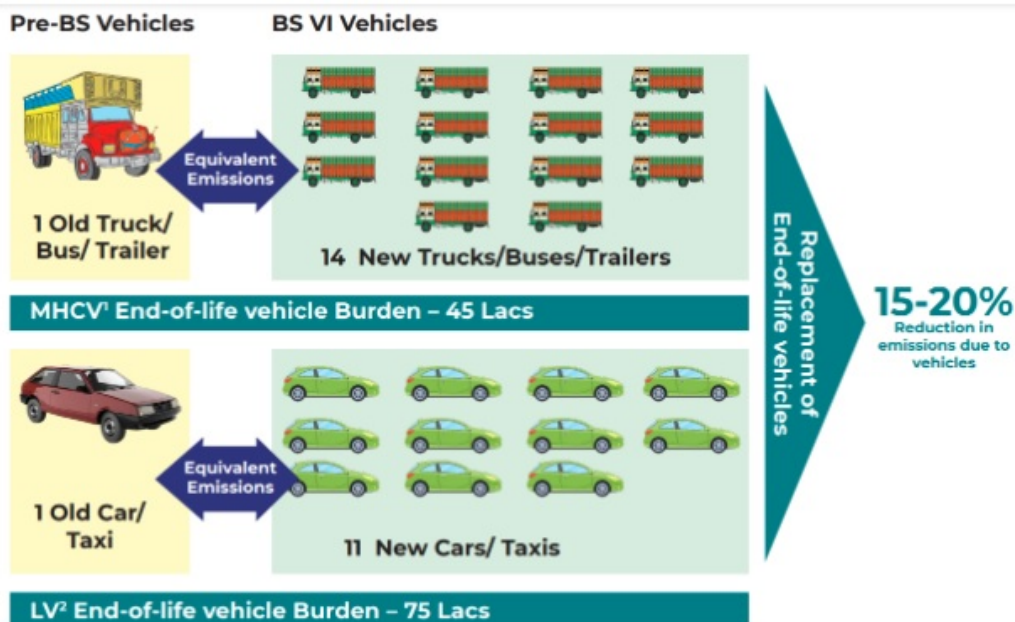 Pre-BS Vehicles
BS VI Vehicles
Equivalent
Emissions
1 Old Truck/
Bus/ Trailer
14 New Trucks/Buses/Trailers
MHCV¹ End-of-life vehicle Burden – 45 Lacs
Equivalent
Emissions
1 Old Car/
Taxi
11 New Cars/ Taxis
LV² End-of-life vehicle Burden – 75 Lacs
Replacement of
End-of-life vehicles
15-20%
Reduction in
emissions due to
vehicles